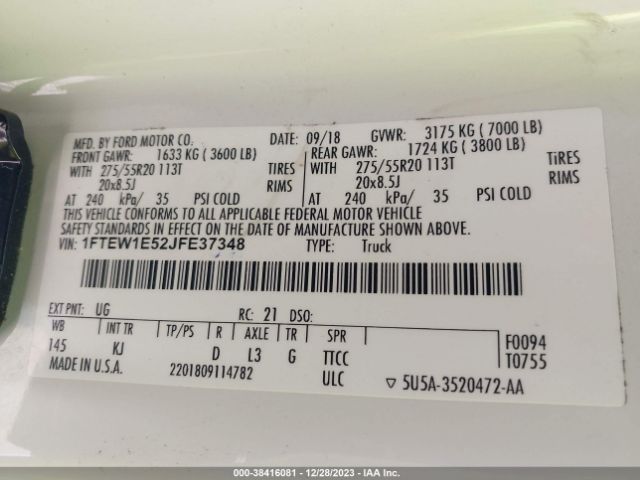 MFD. BY FORD MOTOR CO. DATE: 09/18 GVWR: 3175 KG ( 7000 LB)
FRONT GAWR: 1633 KG ( 3600 LB) REAR GAWR: 1724 KG ( 3800 LB)
WITH 275/55R20 113T TIRES WITH 275/55R20 113T TIRES
20x8.5J RIMS 20x8.5J RIMS
AT 240 kPa/ 35 PSI COLD AT 240 kPa/ 35 PSI COLD
THIS VEHICLE CONFORMS TO ALL APPLICABLE FEDERAL MOTOR VEHICLE
SAFETY STANDARDS IN EFFECT ON THE DATE OF MANUFACTURE SHOWN ABOVE.
VIN: 1FTEW1E52JFE37348 TYPE: Truck
EXT PNT: UG RC: 21 DSO:
WB INT TR TP/PS R AXLE TR SPR F0094
145 KJ D L3 G TTCC T0755
MADE IN U.S.A. 2201809114782 ULC ▽ 5U5A-3520472-AA
000-38416081 - 12/28/2023 - IAA Inc.